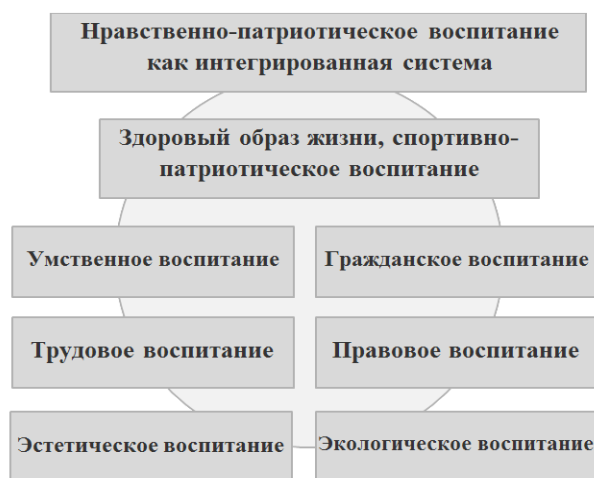 Нравственно-патриотическое воспитание
как интегрированная система
Здоровый образ жизни, спортивно-
патриотическое воспитание
Умственное воспитание
Гражданское воспитание
Трудовое воспитание
Правовое воспитание
Эстетическое воспитание
Экологическое воспитание